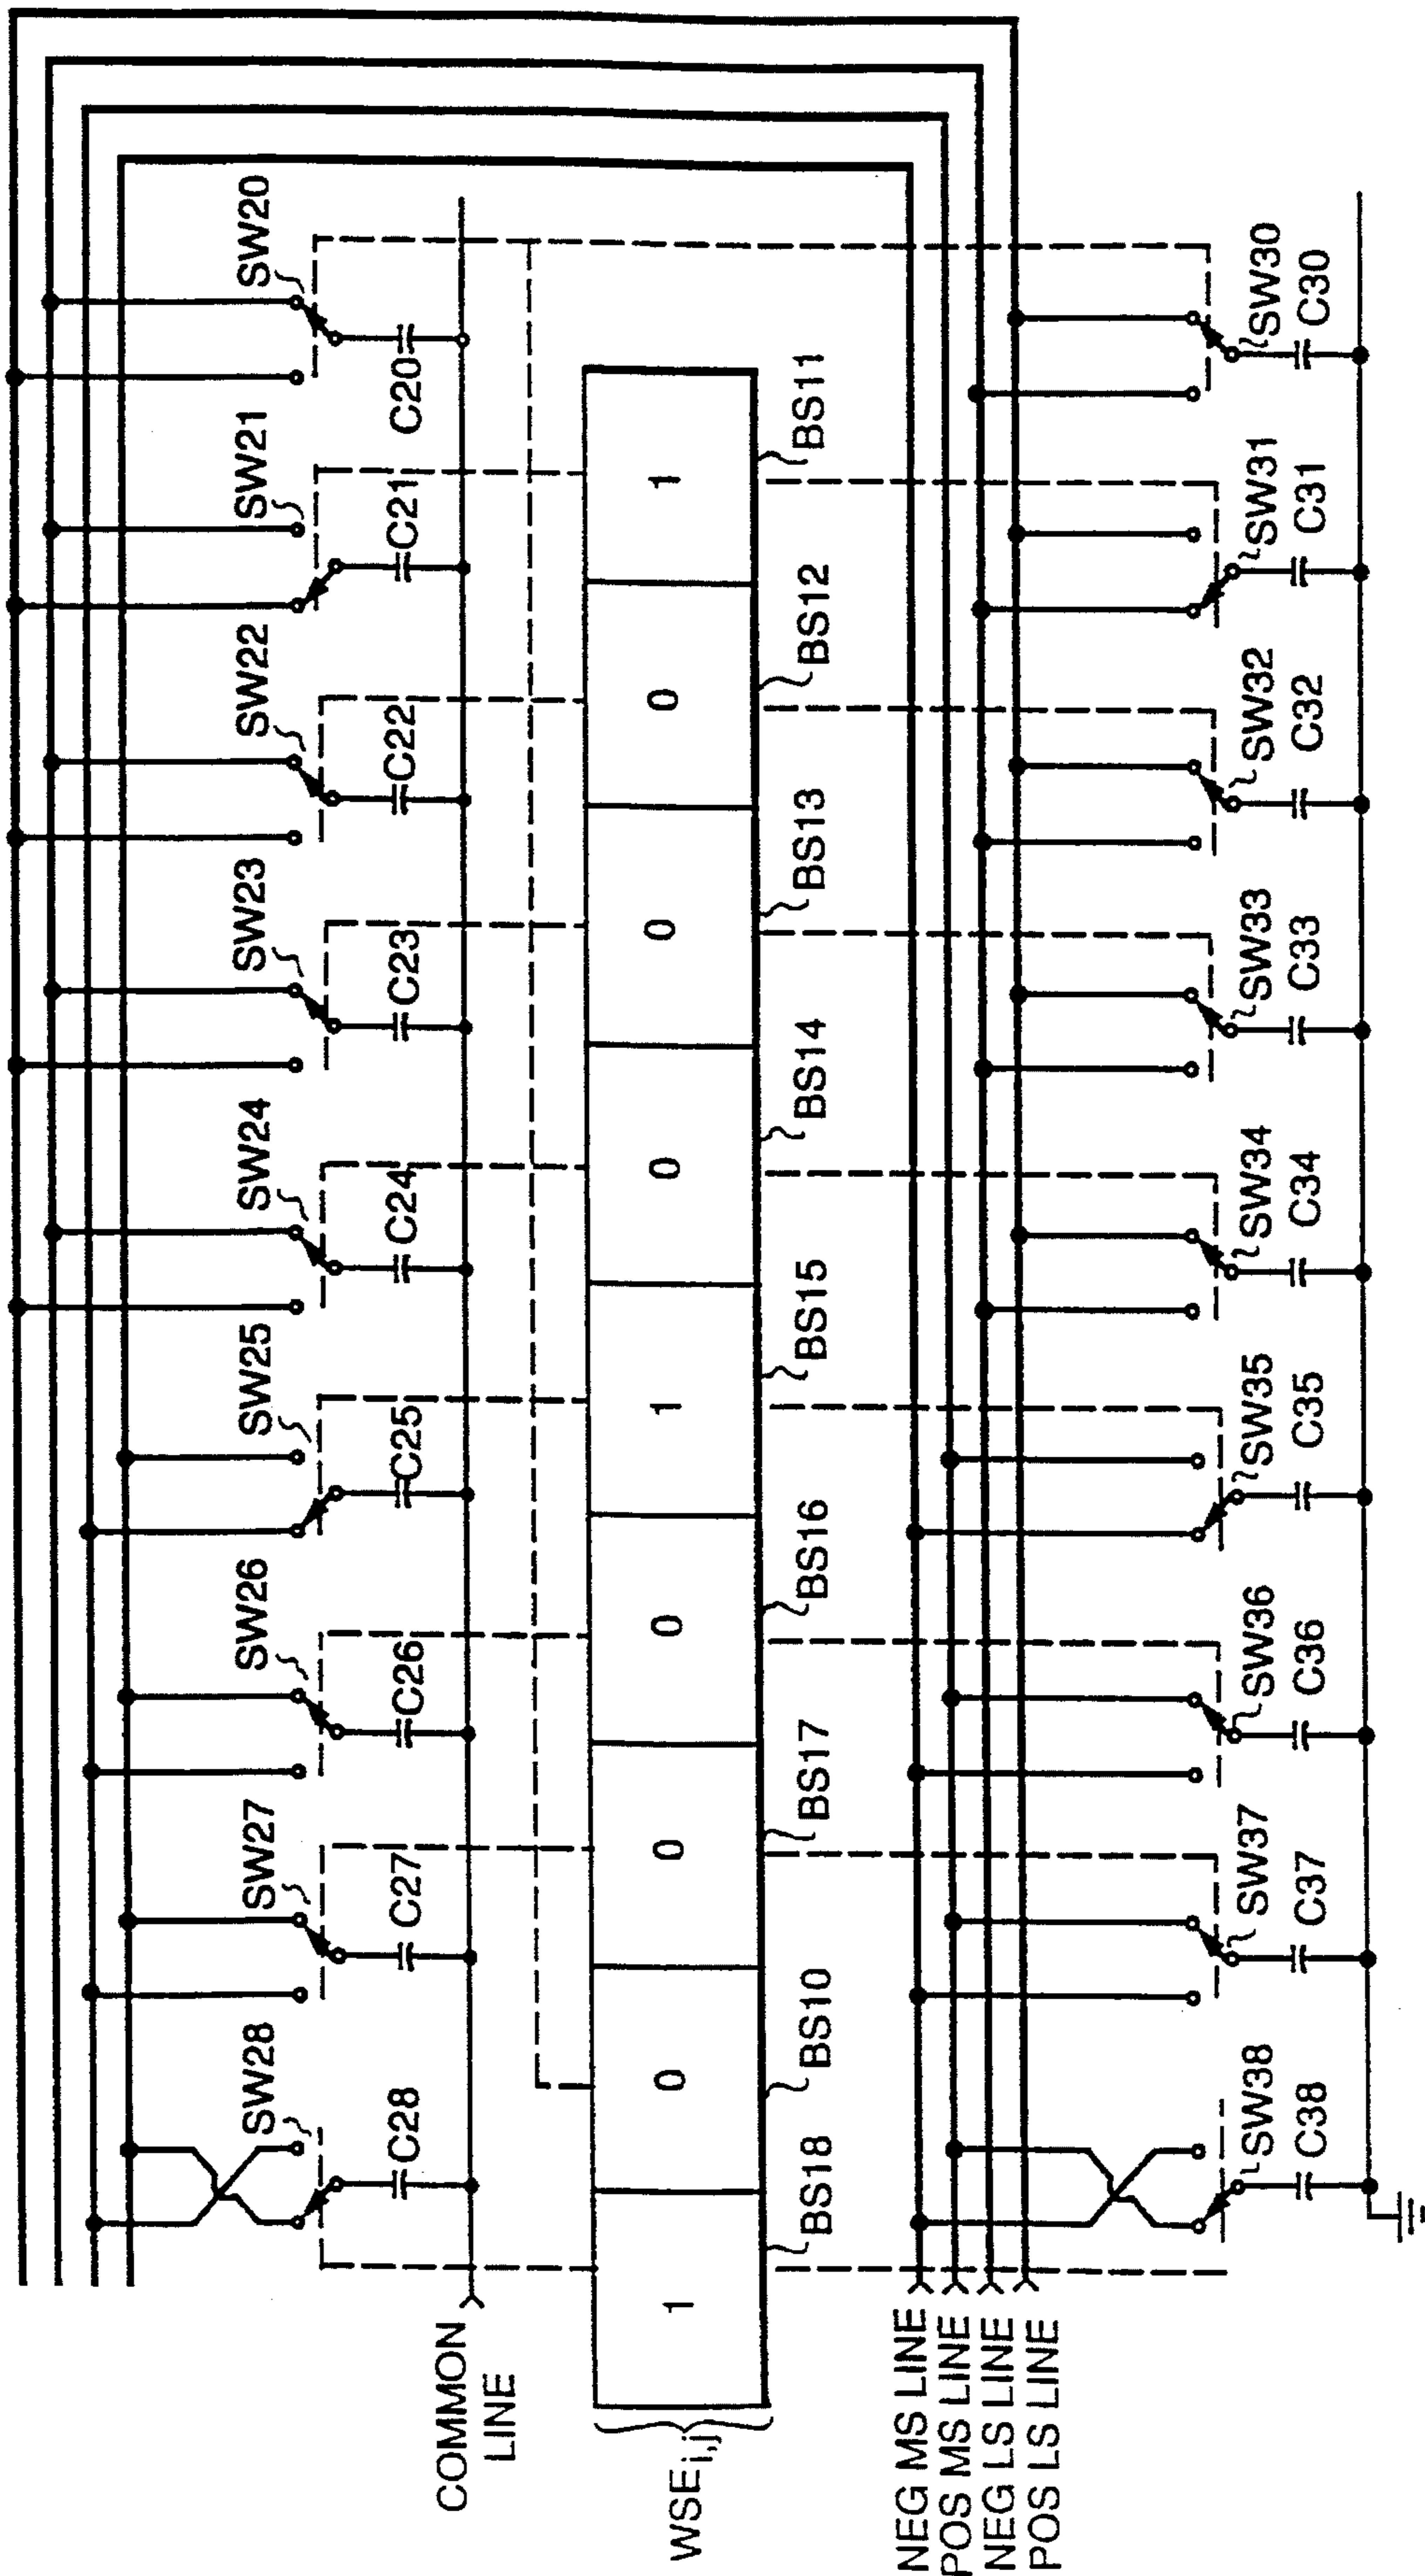 SW28 SW27 SW26 SW25 SW24 SW23 SW22 SW21 SW20
C28 C27 C26 C25 C24 C23 C22 C21 C20
COMMON
LINE
WSE i,j
1 0 0 0 1 0 0 0 1
BS18 BS10 BS17 BS16 BS15 BS14 BS13 BS12 BS11
NEG MS LINE
POS MS LINE
NEG LS LINE
POS LS LINE
SW38 SW37 SW36 SW35 SW34 SW33 SW32 SW31 SW30
C38 C37 C36 C35 C34 C33 C32 C31 C30